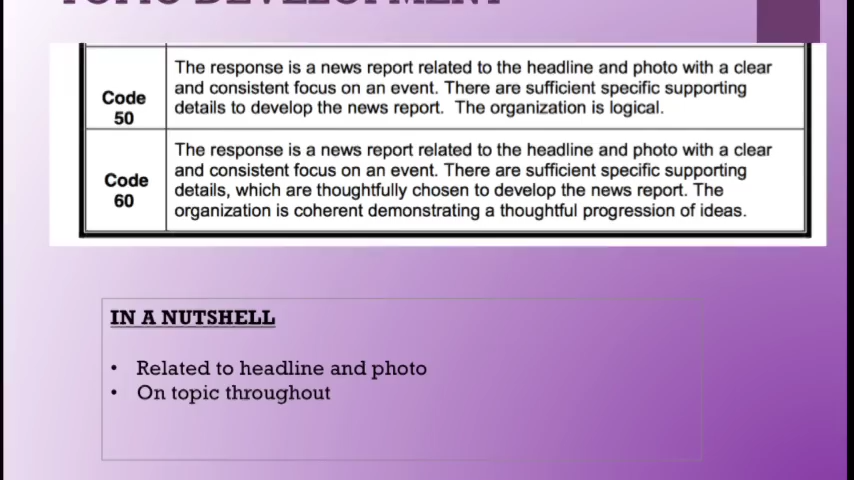 TOPIC DEVELOPMENT
Code
50
The response is a news report related to the headline and photo with a clear
and consistent focus on an event. There are sufficient specific supporting
details to develop the news report.  The organization is logical.
Code
60
The response is a news report related to the headline and photo with a clear
and consistent focus on an event. There are sufficient specific supporting
details, which are thoughtfully chosen to develop the news report. The
organization is coherent demonstrating a thoughtful progression of ideas.
IN A NUTSHELL
• Related to headline and photo
• On topic throughout